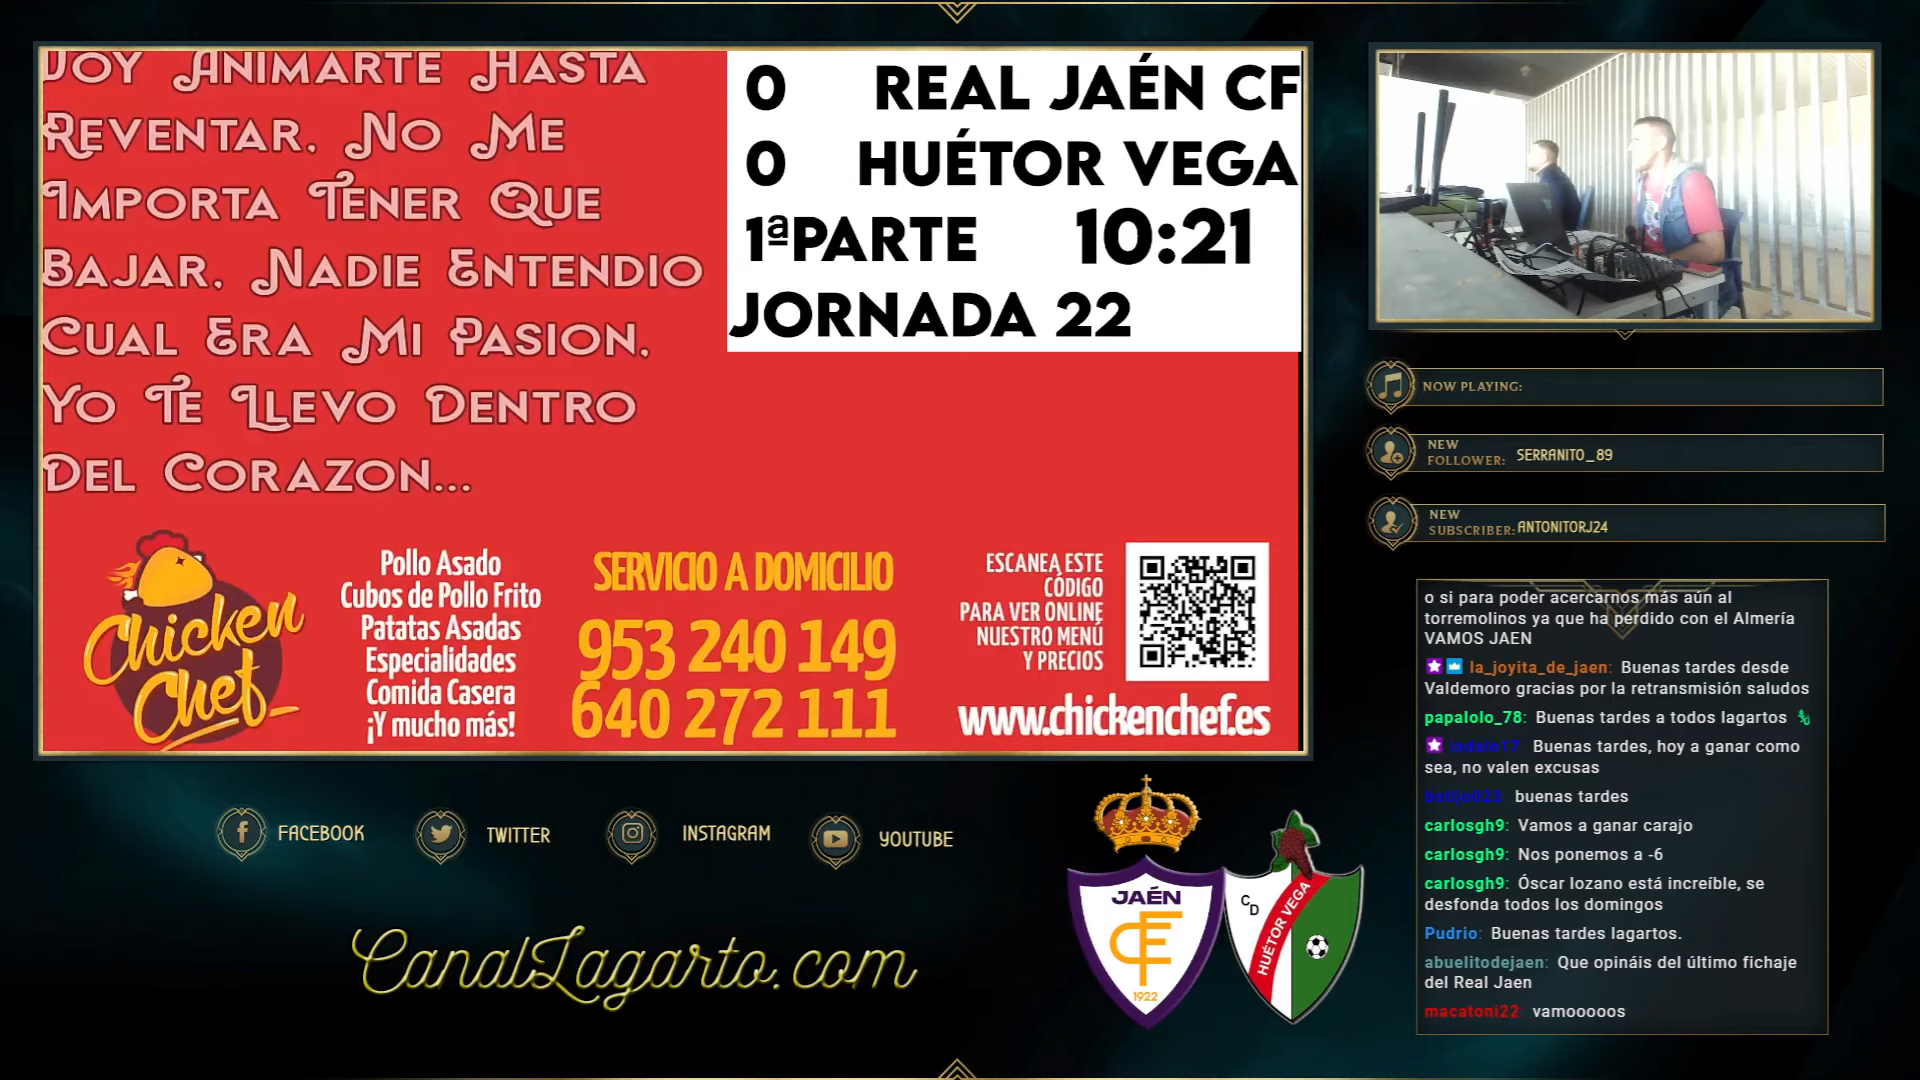 VOY ANIMARTE HASTA
REVENTAR. NO ME
IMPORTA TENER QUE
BAJAR. NADIE ENTENDIO
CUAL ERA MI PASION.
YO TE LLEVO DENTRO
DEL CORAZON...
0 REAL JAÉN CF
0 HUÉTOR VEGA
1ªPARTE 10:21
JORNADA 22
Chicken
Chef
Pollo Asado
Cubos de Pollo Frito
Patatas Asadas
Especialidades
Comida Casera
¡Y mucho más!
SERVICIO A DOMICILIO
953 240 149
640 272 111
ESCANEA ESTE
CÓDIGO
PARA VER ONLINE
NUESTRO MENÚ
Y PRECIOS
www.chickenchef.es
NOW PLAYING:
NEW
FOLLOWER: SERRANITO_89
NEW
SUBSCRIBER: ANTONITORJ24
o si para poder acercarnos más aún al
torremolinos ya que ha perdido con el Almería
VAMOS JAEN
la_joyita_de_jaen: Buenas tardes desde
Valdemoro gracias por la retransmisión saludos
papalolo_78: Buenas tardes a todos lagartos
indalo17: Buenas tardes, hoy a ganar como
sea, no valen excusas
buenas tardes
carlosgh9: Vamos a ganar carajo
carlosgh9: Nos ponemos a -6
carlosgh9: Óscar lozano está increíble, se
desfonda todos los domingos
Pudrio: Buenas tardes lagartos.
abuelitodejaen: Que opináis del último fichaje
del Real Jaen
macatoni22: vamooooos
FACEBOOK
TWITTER
INSTAGRAM
YOUTUBE
CanalLagarto.com
JAÉN
CF
1922
CD
HUÉTOR VEGA